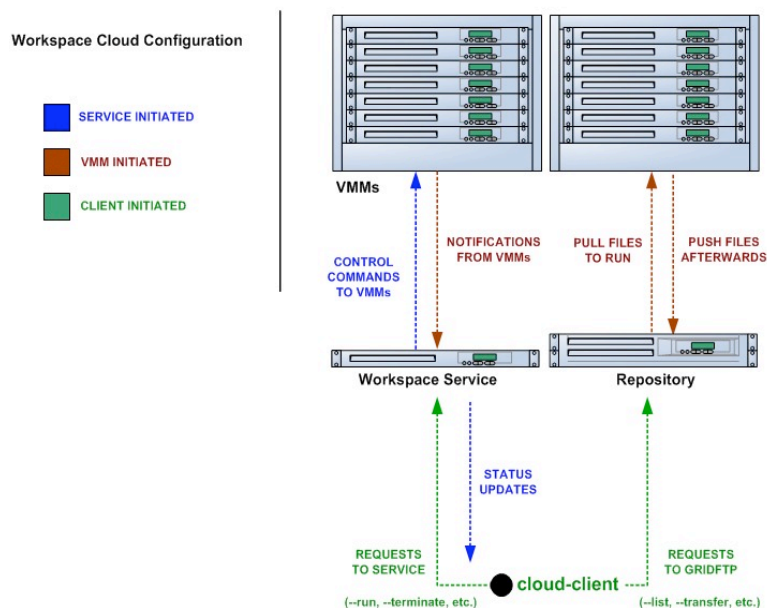 Workspace Cloud Configuration
SERVICE INITIATED
VMM INITIATED
CLIENT INITIATED
VMMs
CONTROL
COMMANDS
TO VMMs
NOTIFICATIONS
FROM VMMs
PULL FILES
TO RUN
PUSH FILES
AFTERWARDS
Workspace Service
Repository
STATUS
UPDATES
REQUESTS
TO SERVICE
(--run, --terminate, etc.)
cloud-client
REQUESTS
TO GRIDFTP
(--list, --transfer, etc.)